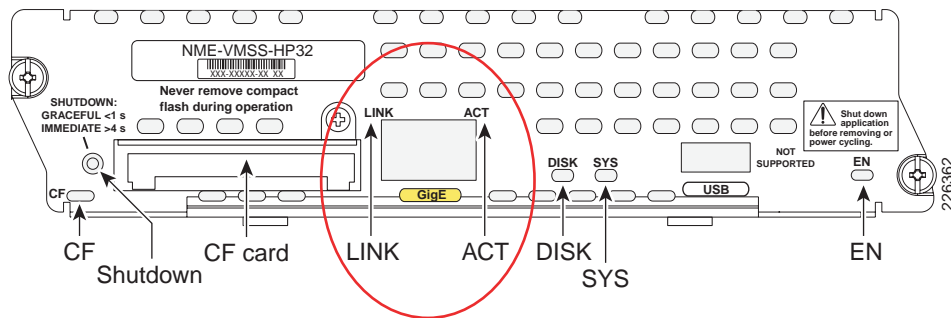 NME-VMSS-HP32
XXX-XXXXX-XX XX
Never remove compact
flash during operation
SHUTDOWN:
GRACEFUL <1 s
IMMEDIATE >4 s
LINK
ACT
Shut down
application
before removing or
power cycling.
DISK
SYS
NOT
SUPPORTED
EN
CF
GigE
USB
226362
CF
Shutdown
CF card
LINK
ACT
DISK
SYS
EN